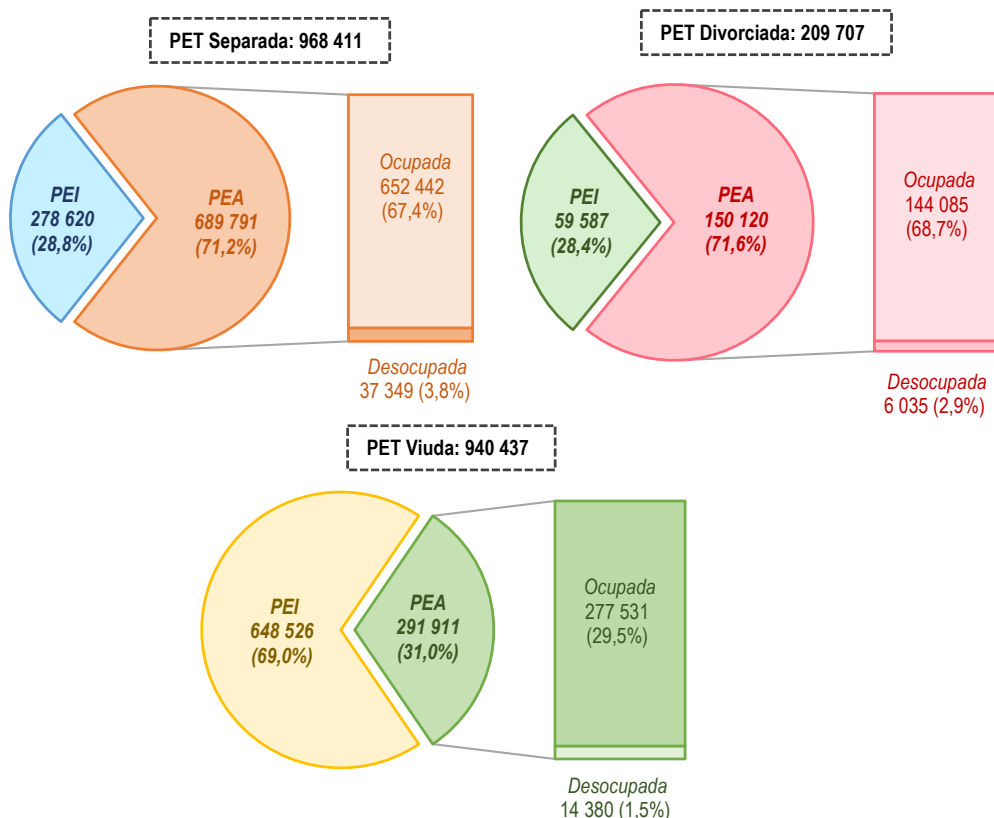 PET Separada: 968 411
PEI
278 620
(28,8%)
PEA
689 791
(71,2%)
Ocupada
652 442
(67,4%)
Desocupada
37 349 (3,8%)
PET Divorciada: 209 707
PEI
59 587
(28,4%)
PEA
150 120
(71,6%)
Ocupada
144 085
(68,7%)
Desocupada
6 035 (2,9%)
PET Viuda: 940 437
PEI
648 526
(69,0%)
PEA
291 911
(31,0%)
Ocupada
277 531
(29,5%)
Desocupada
14 380 (1,5%)